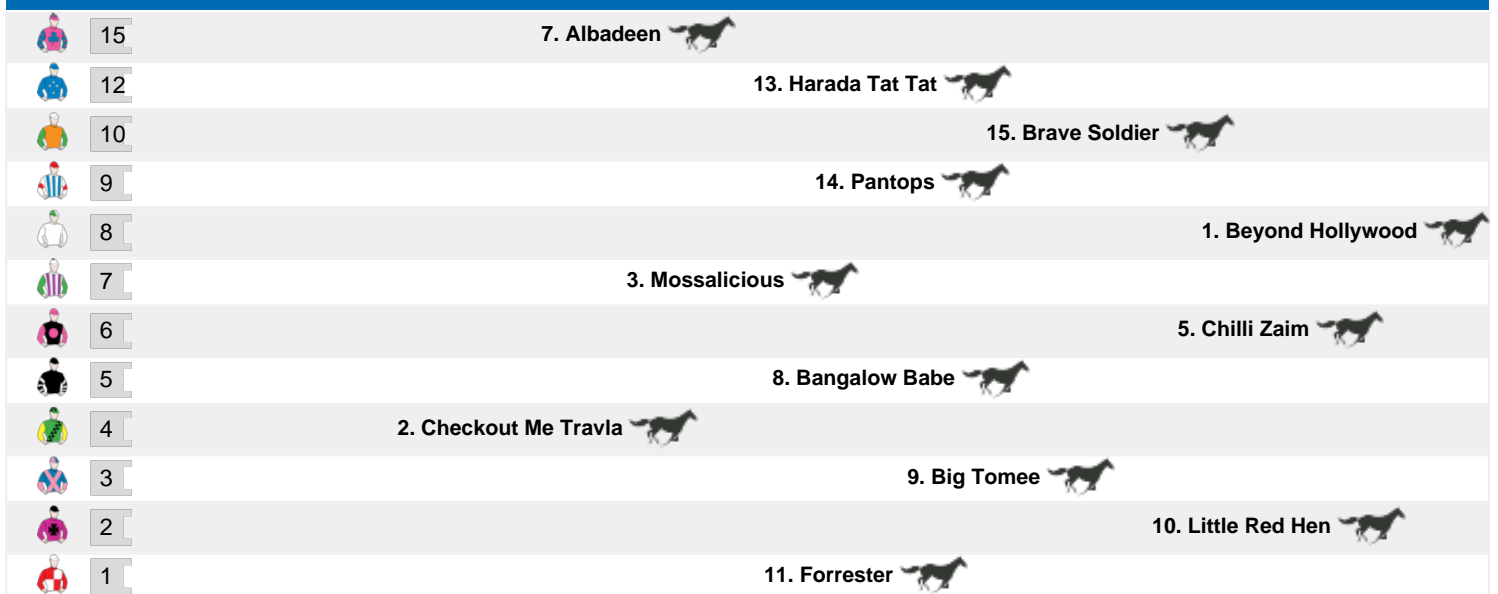 15 7. Albadeen
12 13. Harada Tat Tat
10 15. Brave Soldier
9 14. Pantops
8 1. Beyond Hollywood
7 3. Mossalicious
6 5. Chilli Zaim
5 8. Bangalow Babe
4 2. Checkout Me Travla
3 9. Big Tomee
2 10. Little Red Hen
1 11. Forrester